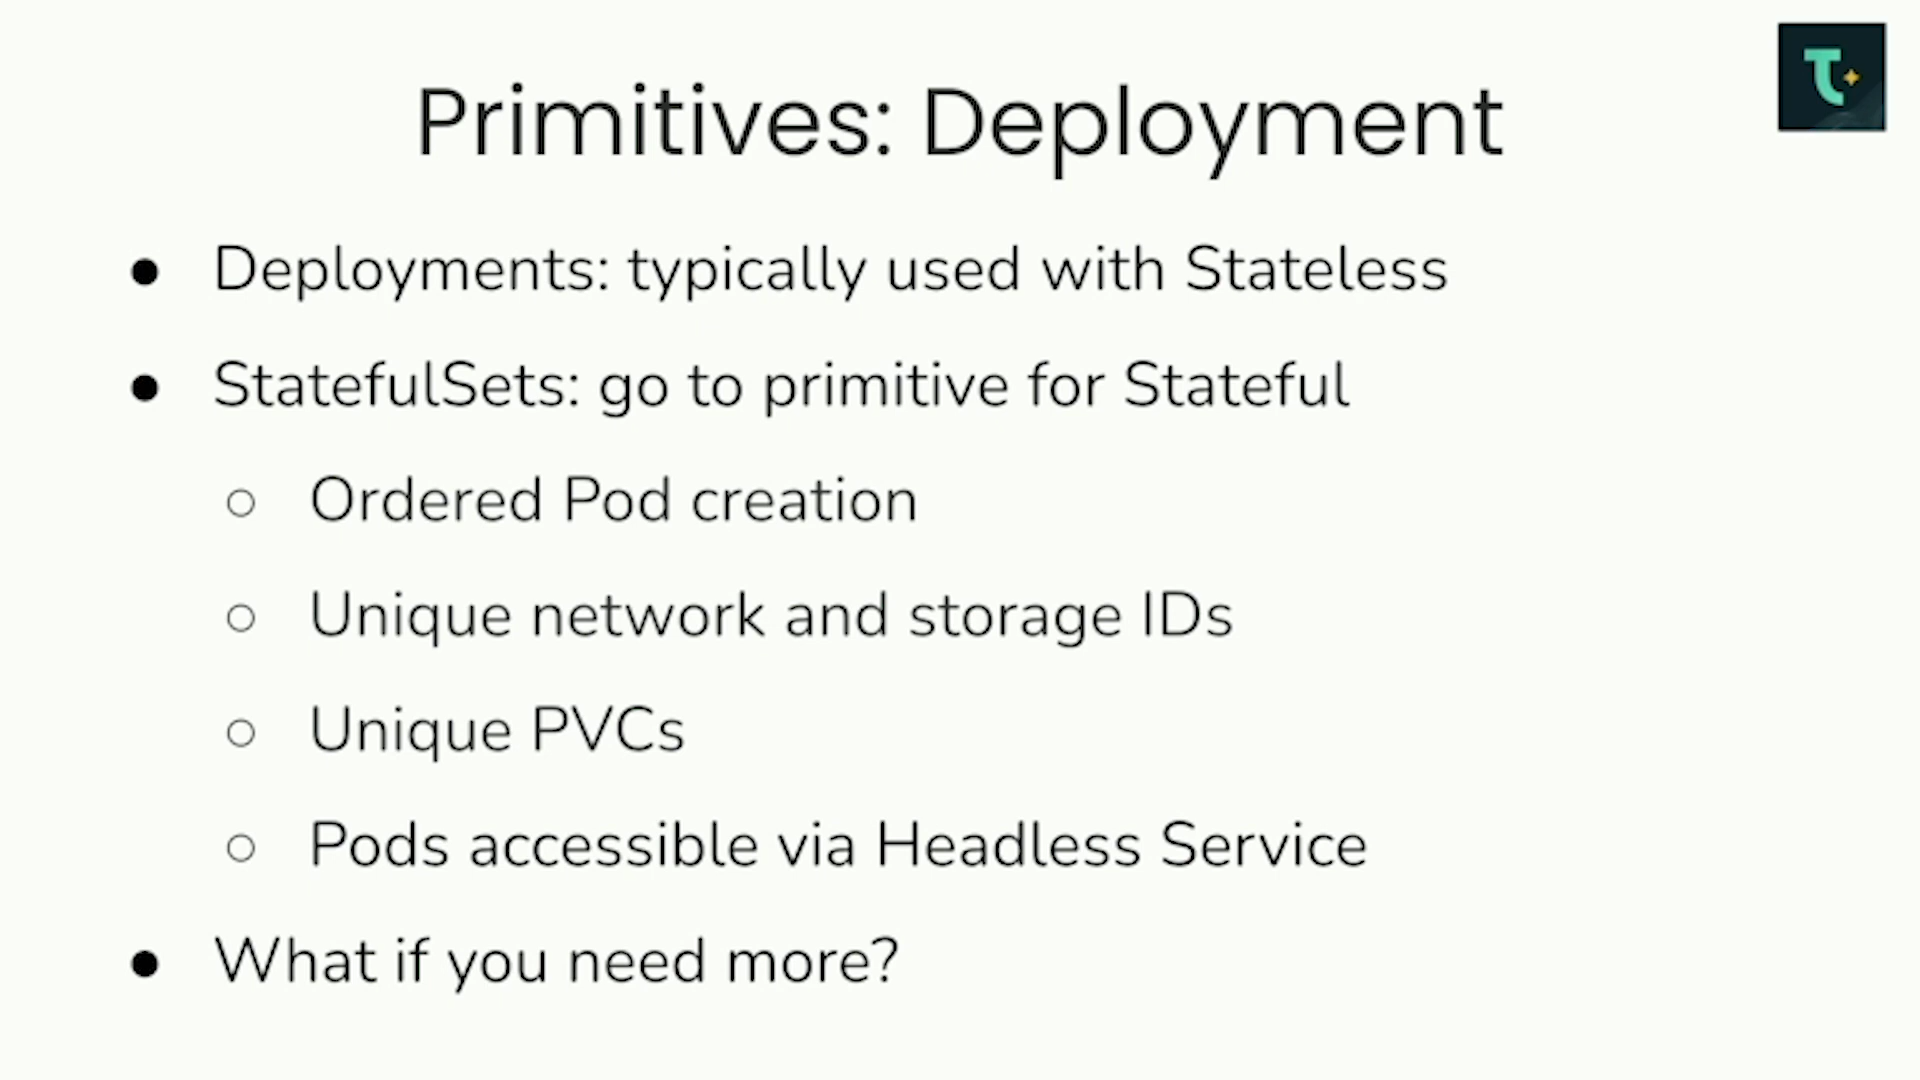 Primitives: Deployment
● Deployments: typically used with Stateless
● StatefulSets: go to primitive for Stateful
○ Ordered Pod creation
○ Unique network and storage IDs
○ Unique PVCs
○ Pods accessible via Headless Service
● What if you need more?